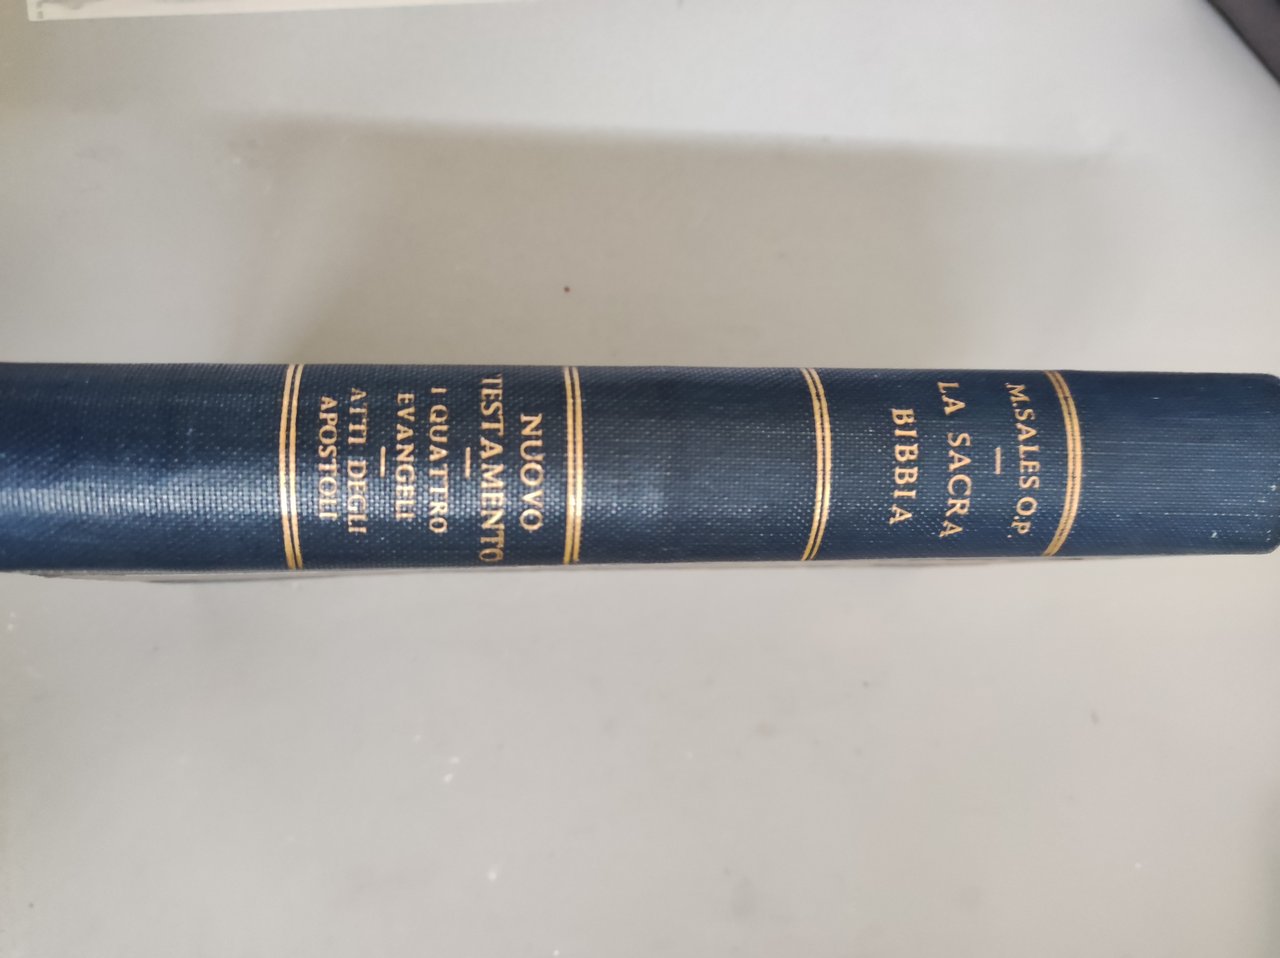 M. SALES O.P.
LA SACRA
BIBBIA
NUOVO
TESTAMENTO
I QUATTRO
EVANGELI
ATTI DEGLI
APOSTOLI